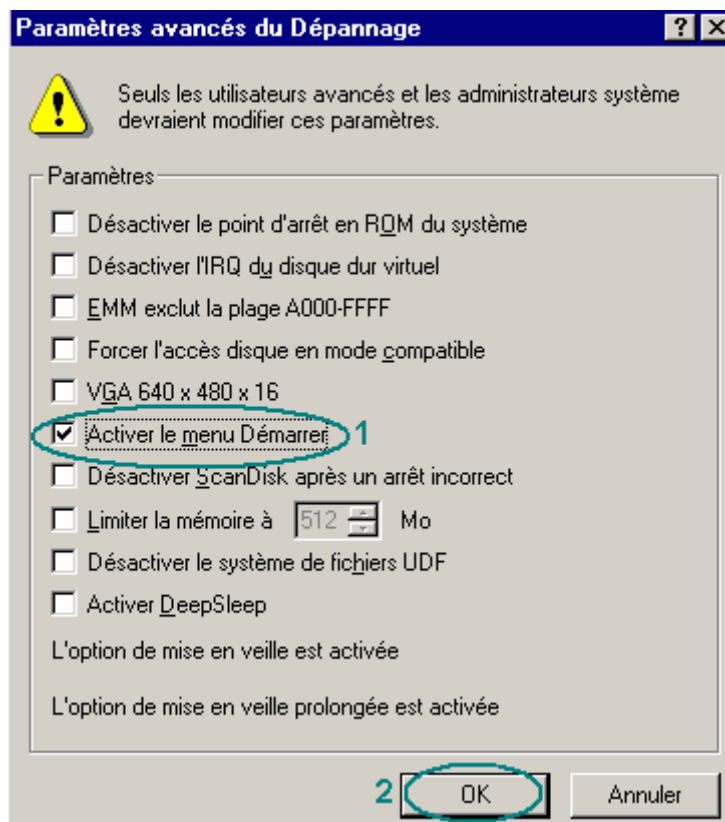 Paramètres avancés du Dépannage
Seuls les utilisateurs avancés et les administrateurs système
devraient modifier ces paramètres.
Paramètres
Désactiver le point d'arrêt en ROM du système
Désactiver l'IRQ du disque dur virtuel
EMM exclut la plage A000-FFFF
Forcer l'accès disque en mode compatible
VGA 640 x 480 x 16
Activer le menu Démarrer 1
Désactiver ScanDisk après un arrêt incorrect
Limiter la mémoire à 512 Mo
Désactiver le système de fichiers UDF
Activer DeepSleep
L'option de mise en veille est activée
L'option de mise en veille prolongée est activée
2 OK Annuler